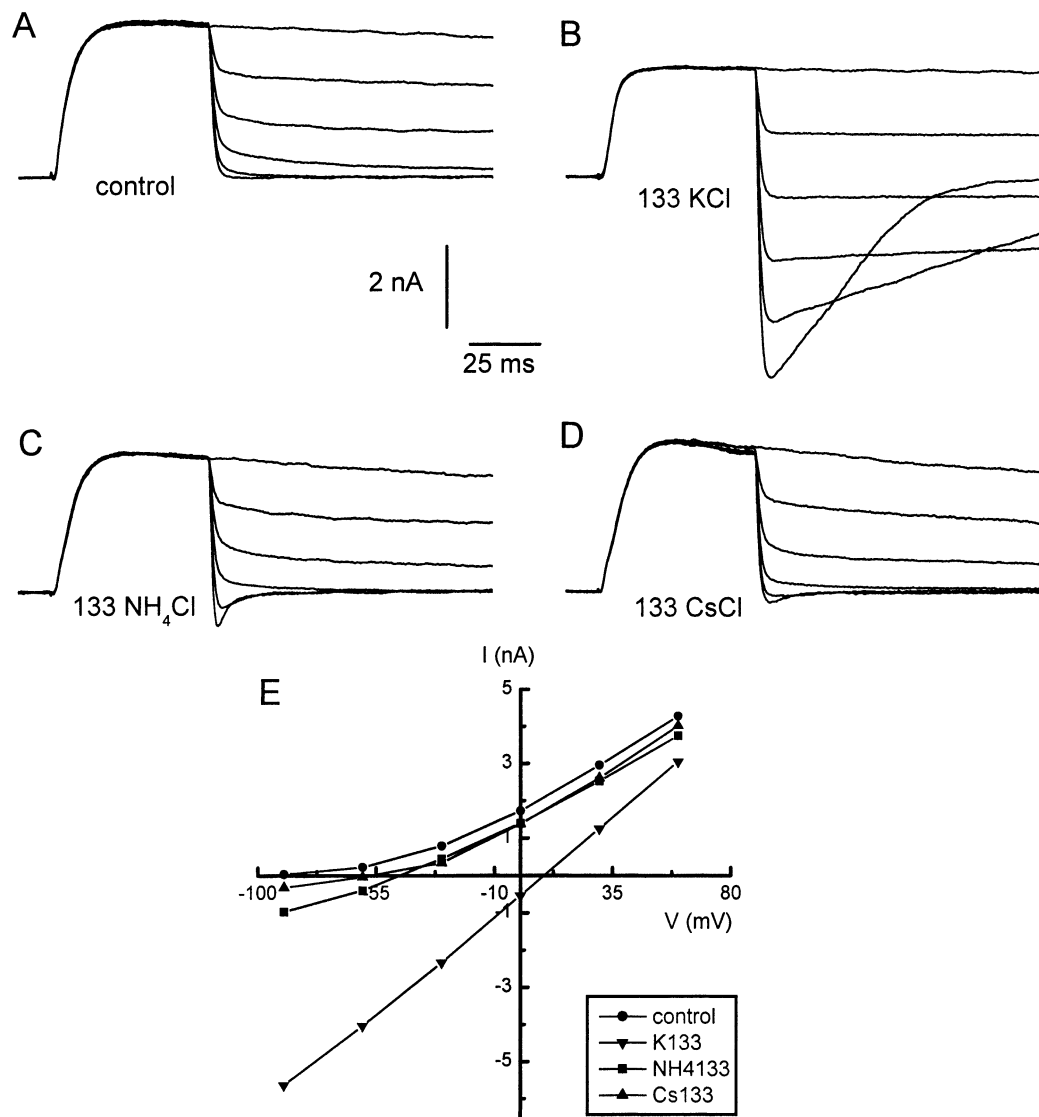 A
B
control
133 KCl
2 nA
25 ms
C
D
133 NH₄Cl
133 CsCl
I (nA)
E
5
3
1
-100
-55
-10
35
80
-1
V (mV)
-3
-5
control
K133
NH4133
Cs133